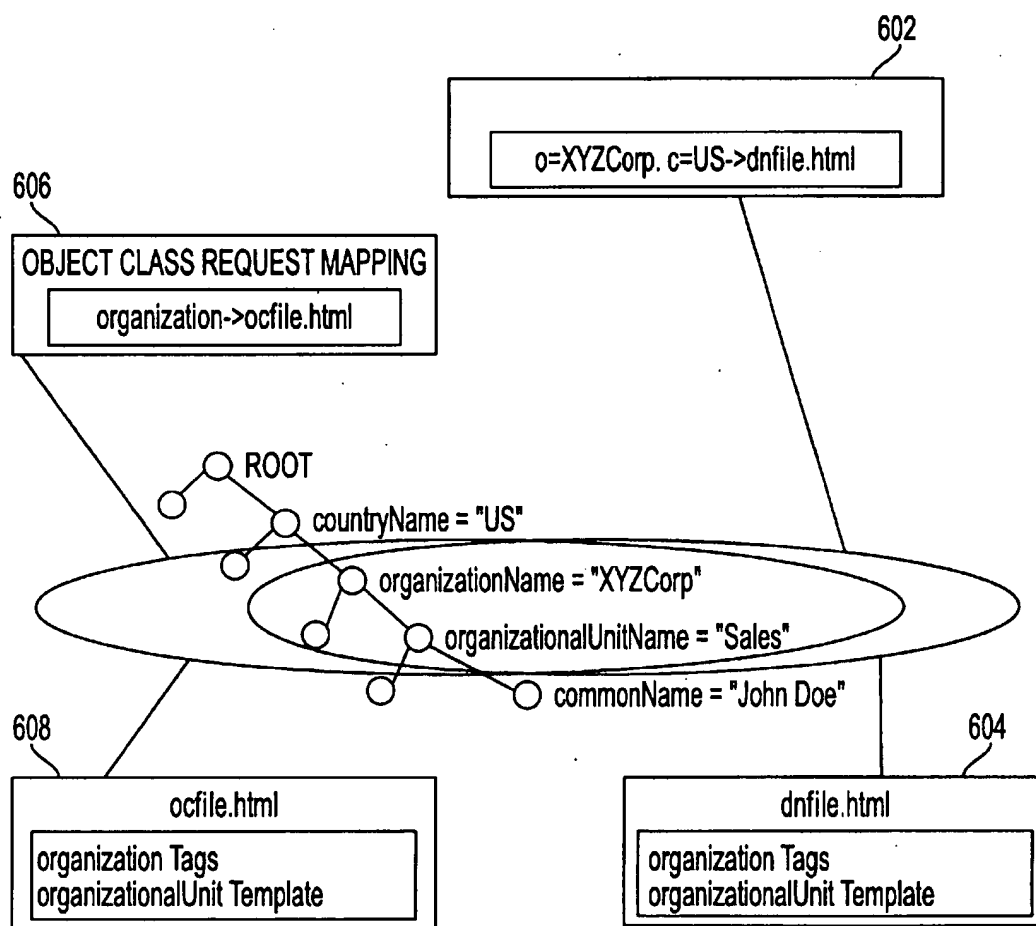 602
o=XYZCorp. c=US->dnfile.html
606
OBJECT CLASS REQUEST MAPPING
organization->ocfile.html
ROOT
countryName = "US"
organizationName = "XYZCorp"
organizationalUnitName = "Sales"
commonName = "John Doe"
608
ocfile.html
organization Tags
organizationalUnit Template
604
dnfile.html
organization Tags
organizationalUnit Template